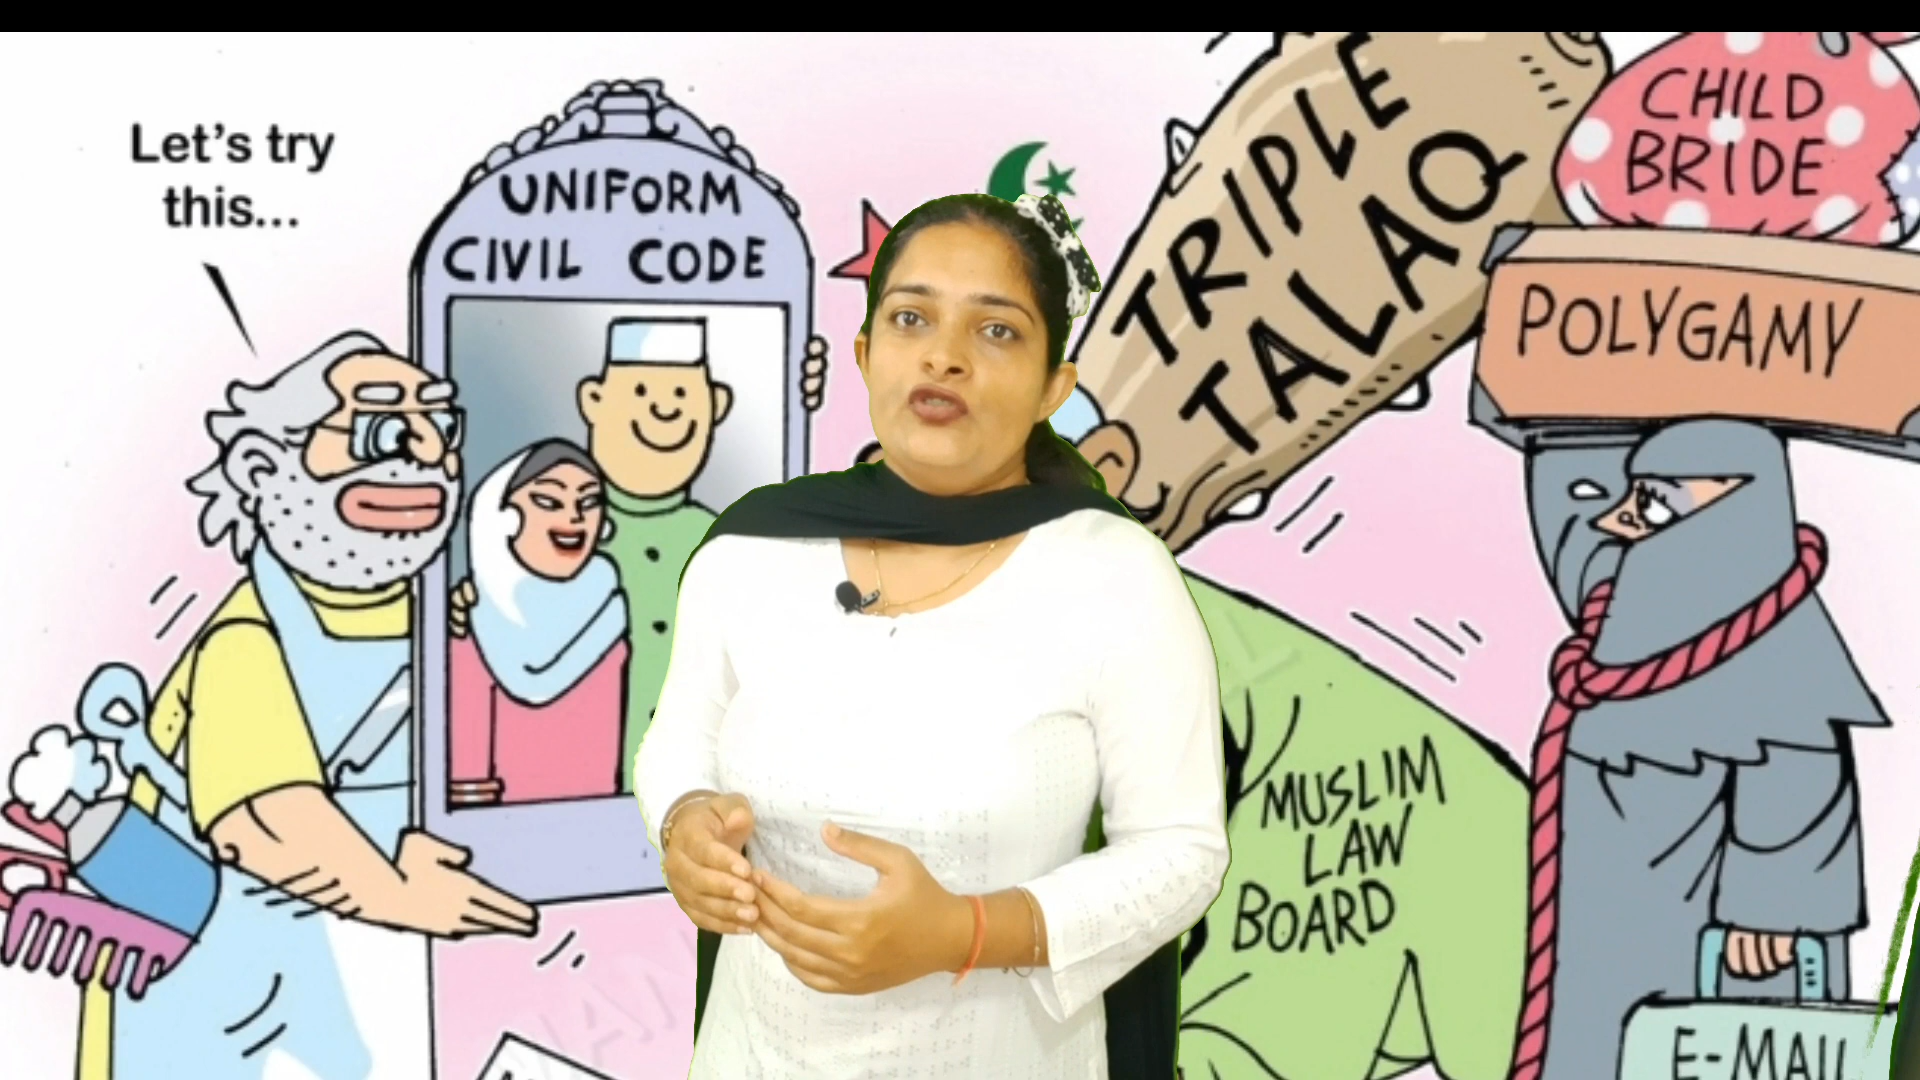 Let's try
this...
UNIFORM
CIVIL CODE
TRIPLE
TALAQ
CHILD
BRIDE
POLYGAMY
MUSLIM
LAW
BOARD
E-MAIL